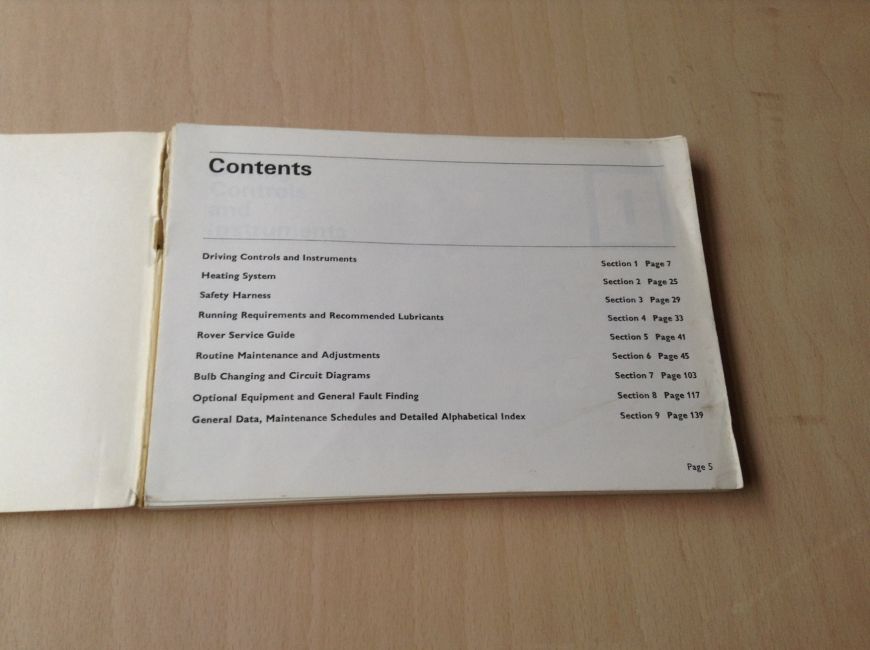 Contents
Controls
and
Instruments
1
Driving Controls and Instruments Section 1 Page 7
Heating System Section 2 Page 25
Safety Harness Section 3 Page 29
Running Requirements and Recommended Lubricants Section 4 Page 33
Rover Service Guide Section 5 Page 41
Routine Maintenance and Adjustments Section 6 Page 45
Bulb Changing and Circuit Diagrams Section 7 Page 103
Optional Equipment and General Fault Finding Section 8 Page 117
General Data, Maintenance Schedules and Detailed Alphabetical Index Section 9 Page 139
Page 5